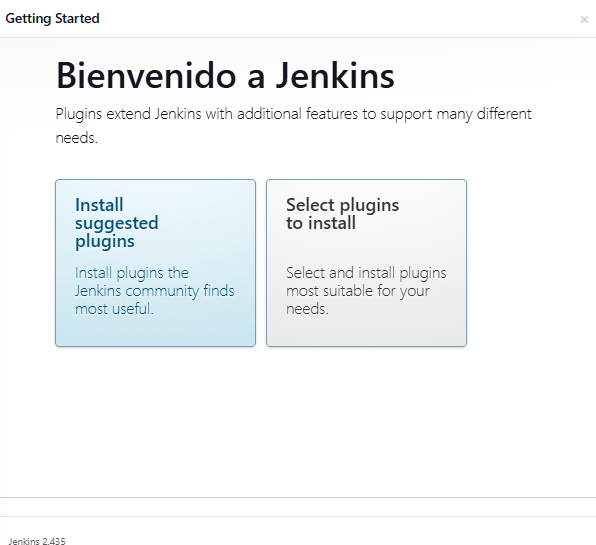 Getting Started
×
Bienvenido a Jenkins
Plugins extend Jenkins with additional features to support many different
needs.
Install
suggested
plugins
Install plugins the
Jenkins community finds
most useful.
Select plugins
to install
Select and install plugins
most suitable for your
needs.
Jenkins 2.435